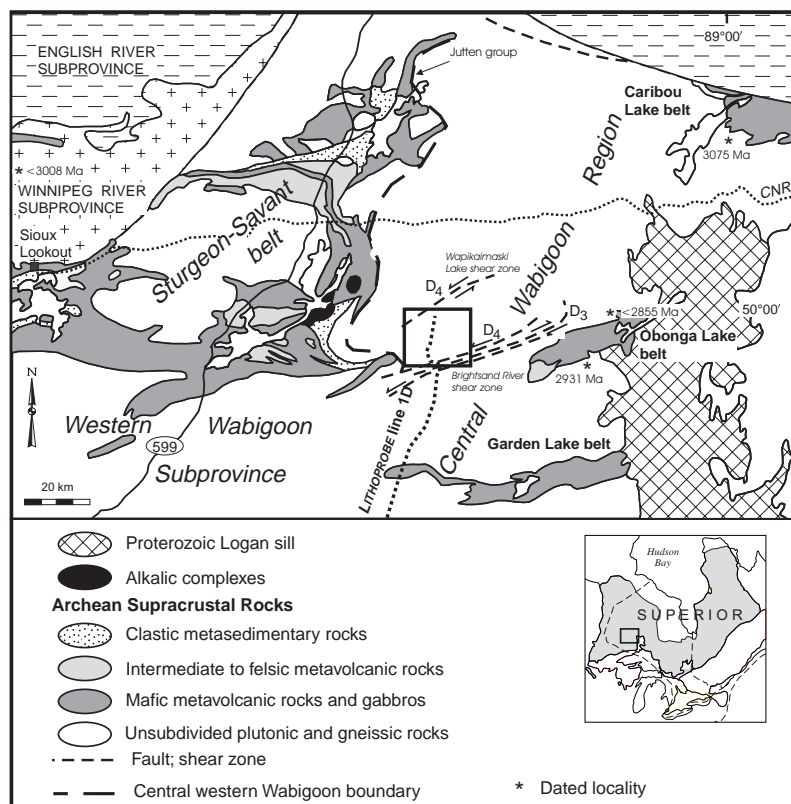 ENGLISH RIVER
SUBPROVINCE
89°00′
Jutten group
Caribou
Lake belt
* 3075 Ma
* <3008 Ma
WINNIPEG RIVER
SUBPROVINCE
Region
CNR
Sioux
Lookout
Sturgeon-Savant
belt
Wapikaimaski
Lake shear zone
Wabigoon
D4
D3
D4
* <2855 Ma
50°00′
Obonga Lake
belt
* 2931 Ma
Brightsand River
shear zone
N
Western Wabigoon
Subprovince
599
LITHOPROBE line 1D
Central
Garden Lake belt
20 km
Proterozoic Logan sill
Alkalic complexes
Archean Supracrustal Rocks
Clastic metasedimentary rocks
Intermediate to felsic metavolcanic rocks
Mafic metavolcanic rocks and gabbros
Unsubdivided plutonic and gneissic rocks
Fault; shear zone
Central western Wabigoon boundary
* Dated locality
Hudson
Bay
SUPERIOR